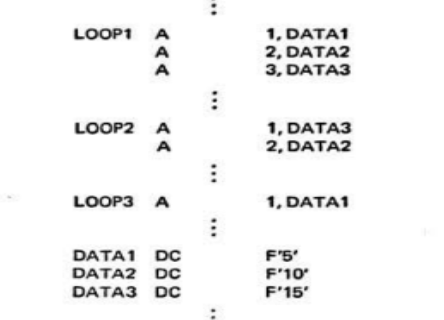 ⋮
LOOP1 A 1, DATA1
A 2, DATA2
A 3, DATA3
⋮
LOOP2 A 1, DATA3
A 2, DATA2
⋮
LOOP3 A 1, DATA1
⋮
DATA1 DC F'5'
DATA2 DC F'10'
DATA3 DC F'15'
⋮